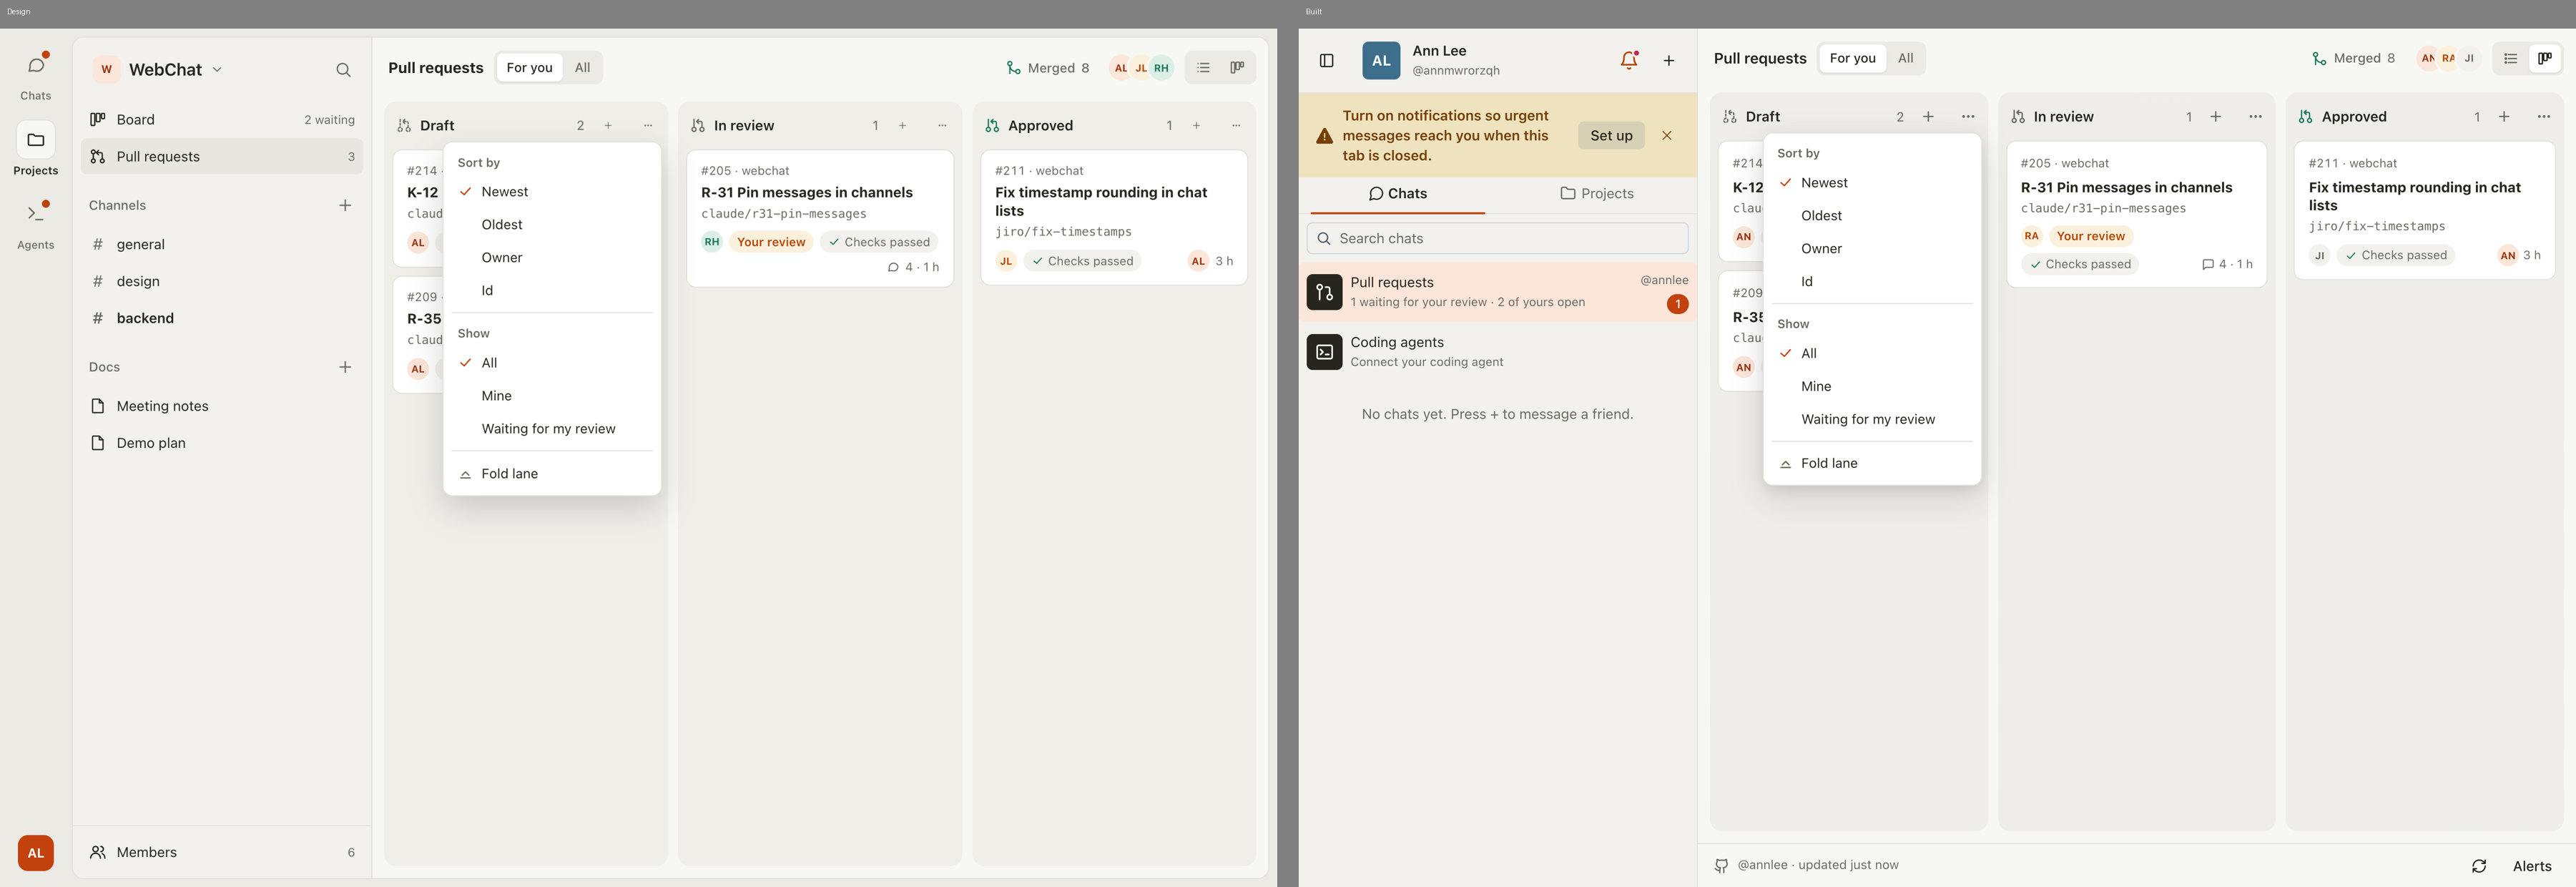 Design
Chats
Projects
Agents
AL
W WebChat
Board 2 waiting
Pull requests 3
Channels
# general
# design
# backend
Docs
Meeting notes
Demo plan
Members 6
Pull requests For you All
Merged 8 AL JL RH
Draft 2
#214
K-12
AL
#209
R-35
AL
Sort by
Newest
Oldest
Owner
Id
Show
All
Mine
Waiting for my review
Fold lane
In review 1
#205 · webchat
R-31 Pin messages in channels
claude/r31-pin-messages
RH Your review Checks passed
4 · 1 h
Approved 1
#211 · webchat
Fix timestamp rounding in chat
lists
jiro/fix-timestamps
JL Checks passed AL 3 h
Built
AL Ann Lee
@annmwrorzqh
Turn on notifications so urgent
messages reach you when this
tab is closed.
Set up
Chats Projects
Search chats
Pull requests @annlee
1 waiting for your review · 2 of yours open 1
Coding agents
Connect your coding agent
No chats yet. Press + to message a friend.
Pull requests For you All
Merged 8 AN RA JI
Draft 2
#214
K-12
AN
#209
R-35
AN
Sort by
Newest
Oldest
Owner
Id
Show
All
Mine
Waiting for my review
Fold lane
In review 1
#205 · webchat
R-31 Pin messages in channels
claude/r31-pin-messages
RA Your review
Checks passed 4 · 1 h
Approved 1
#211 · webchat
Fix timestamp rounding in chat
lists
jiro/fix-timestamps
JI Checks passed AN 3 h
@annlee · updated just now
Alerts